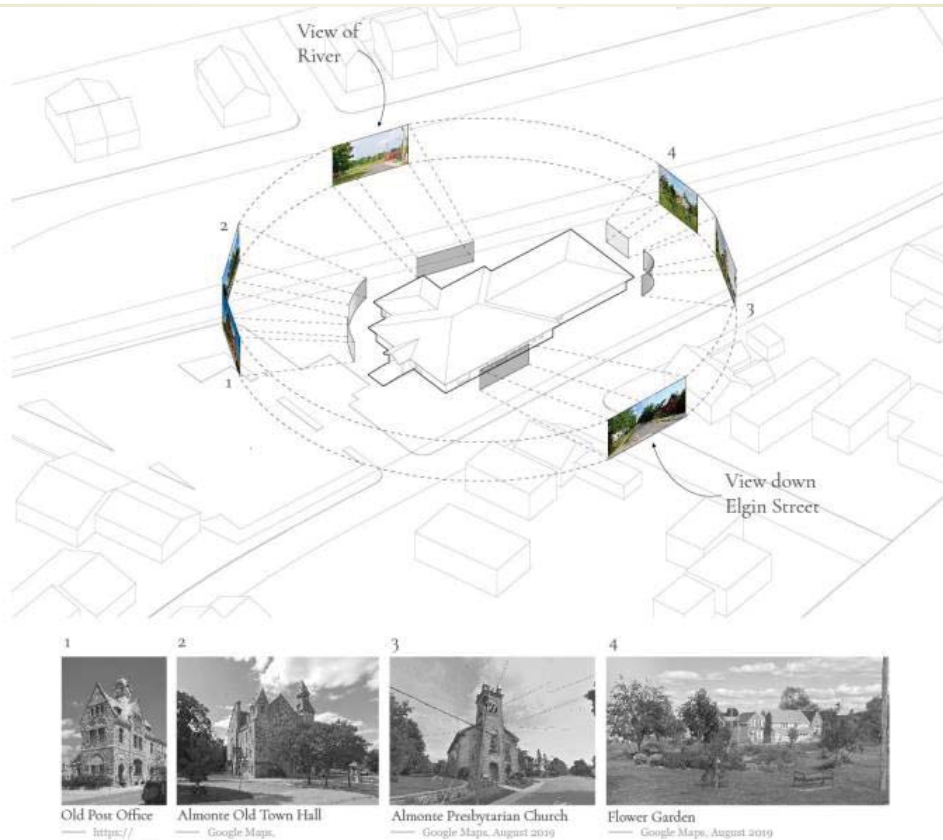 View of
River
4
2
3
1
View down
Elgin Street
1
2
3
4
Old Post Office
Almonte Old Town Hall
Almonte Presbytarian Church
Flower Garden
https://
Google Maps,
Google Maps, August 2019
Google Maps, August 2019